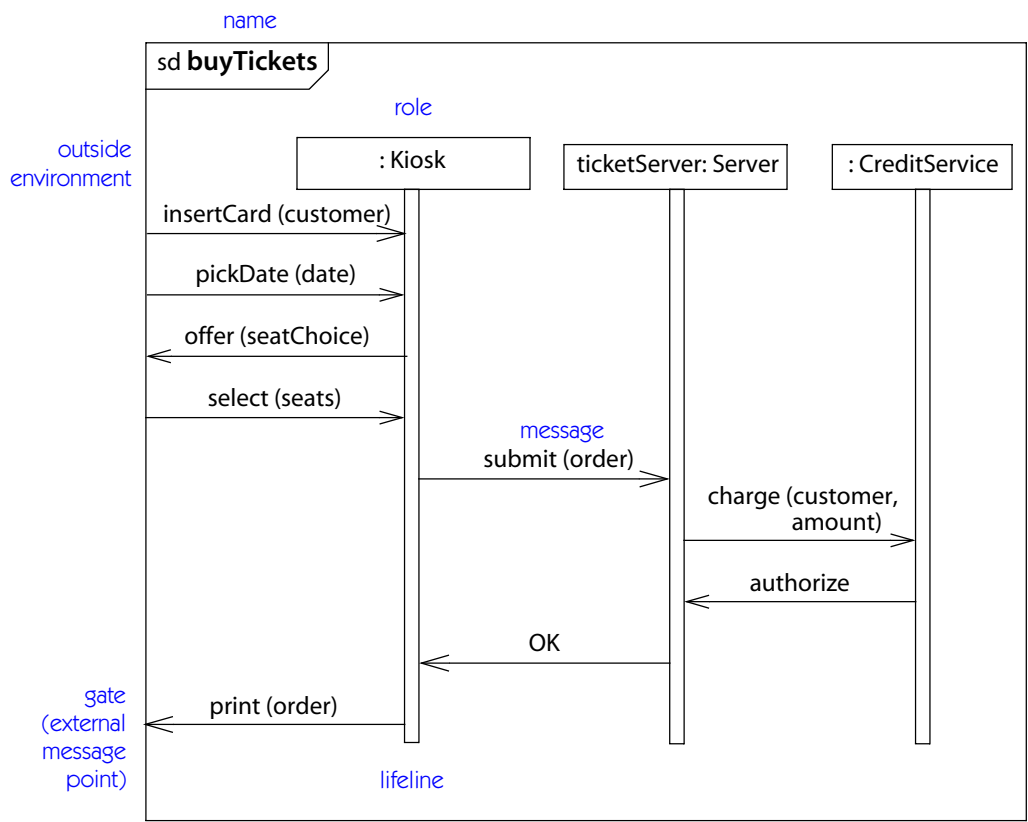 name
sd buyTickets
role
outside
environment
: Kiosk
ticketServer: Server
: CreditService
insertCard (customer)
pickDate (date)
offer (seatChoice)
select (seats)
message
submit (order)
charge (customer,
amount)
authorize
OK
gate
(external
message
point)
print (order)
lifeline